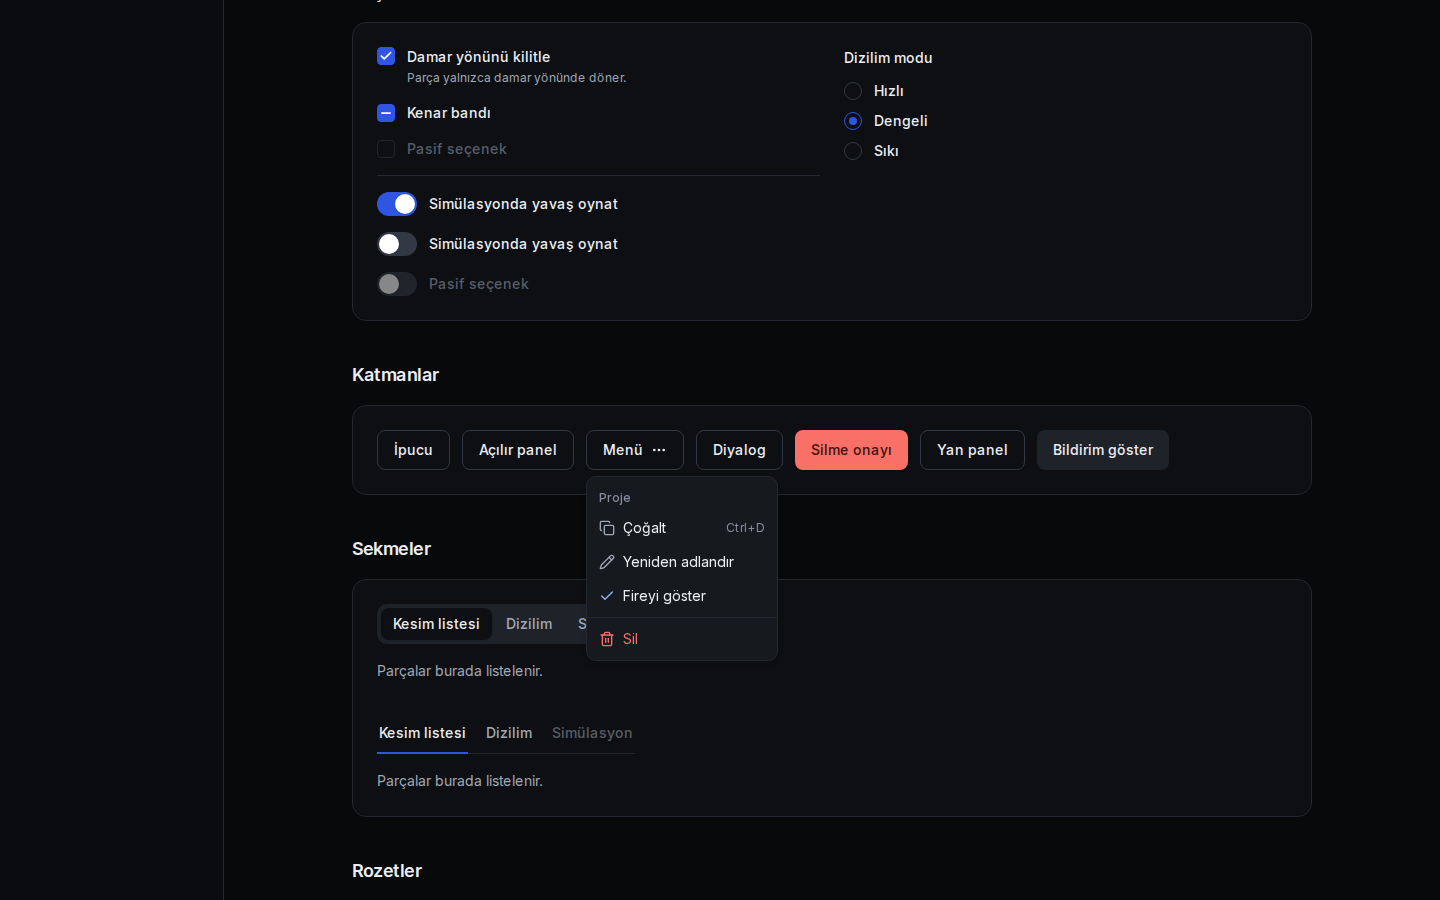 Damar yönünü kilitle
Parça yalnızca damar yönünde döner.
Kenar bandı
Pasif seçenek
Simülasyonda yavaş oynat
Simülasyonda yavaş oynat
Pasif seçenek
Dizilim modu
Hızlı
Dengeli
Sıkı
Katmanlar
İpucu Açılır panel Menü Diyalog Silme onayı Yan panel Bildirim göster
Proje
Çoğalt Ctrl+D
Yeniden adlandır
Fireyi göster
Sil
Sekmeler
Kesim listesi Dizilim S
Parçalar burada listelenir.
Kesim listesi Dizilim Simülasyon
Parçalar burada listelenir.
Rozetler